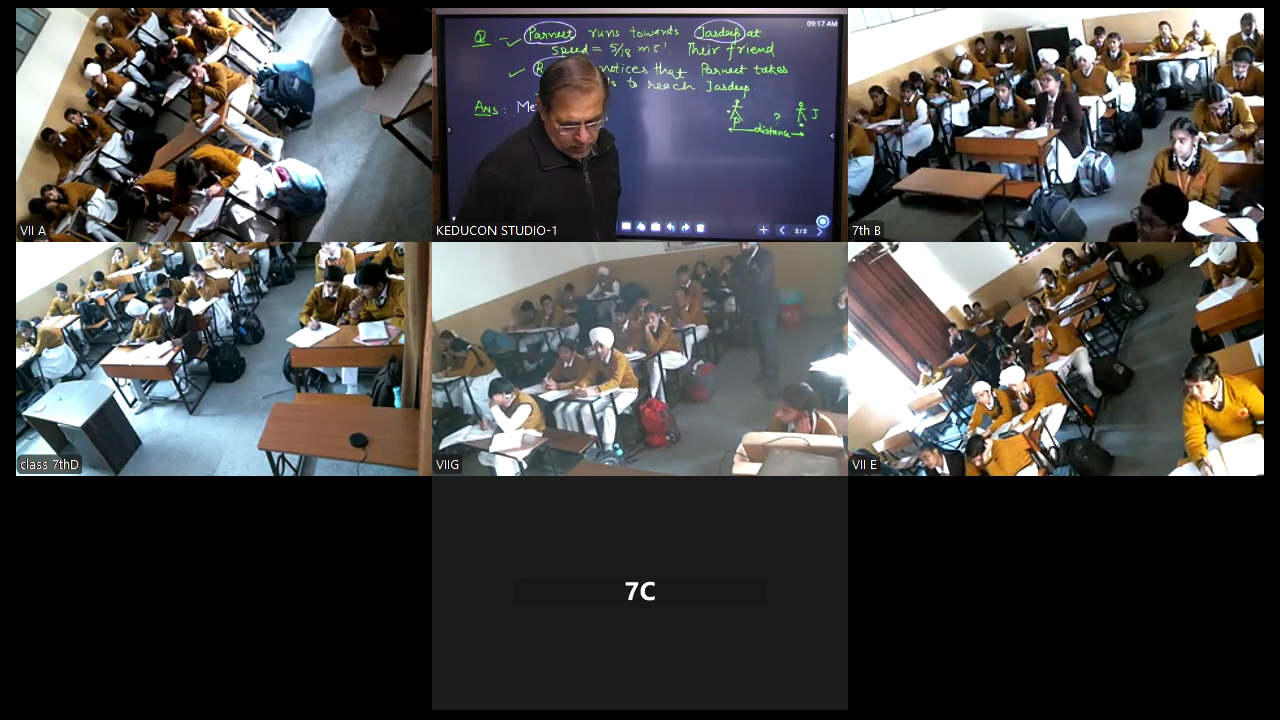 09:17 AM
Q - Parneet runs towards Jasdeep at
speed = 5/18 ms⁻¹. Their friend
notices that Parneet takes
s to reach Jasdeep.
Ans: Me
P ? J
distance
2/2
VII A
KEDUCON STUDIO-1
7th B
class 7thD
VIIG
VII E
7C